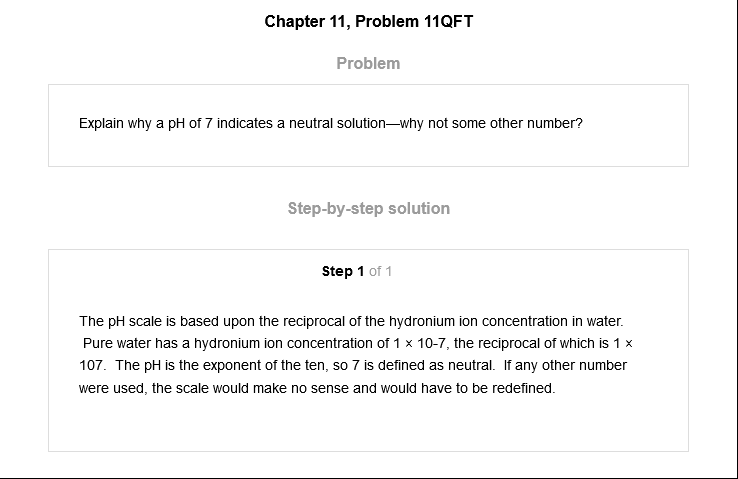 Chapter 11, Problem 11QFT
Problem
Explain why a pH of 7 indicates a neutral solution—why not some other number?
Step-by-step solution
Step 1 of 1
The pH scale is based upon the reciprocal of the hydronium ion concentration in water.
Pure water has a hydronium ion concentration of 1 × 10-7, the reciprocal of which is 1 ×
107.  The pH is the exponent of the ten, so 7 is defined as neutral.  If any other number
were used, the scale would make no sense and would have to be redefined.